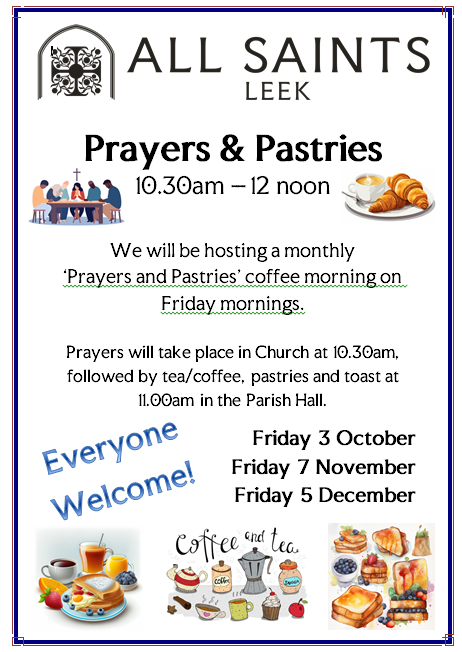 ALL SAINTS
LEEK
Prayers & Pastries
10.30am – 12 noon
We will be hosting a monthly
‘Prayers and Pastries’ coffee morning on
Friday mornings.
Prayers will take place in Church at 10.30am,
followed by tea/coffee, pastries and toast at
11.00am in the Parish Hall.
Everyone
Welcome!
Friday 3 October
Friday 7 November
Friday 5 December
Coffee and tea
COFFEE